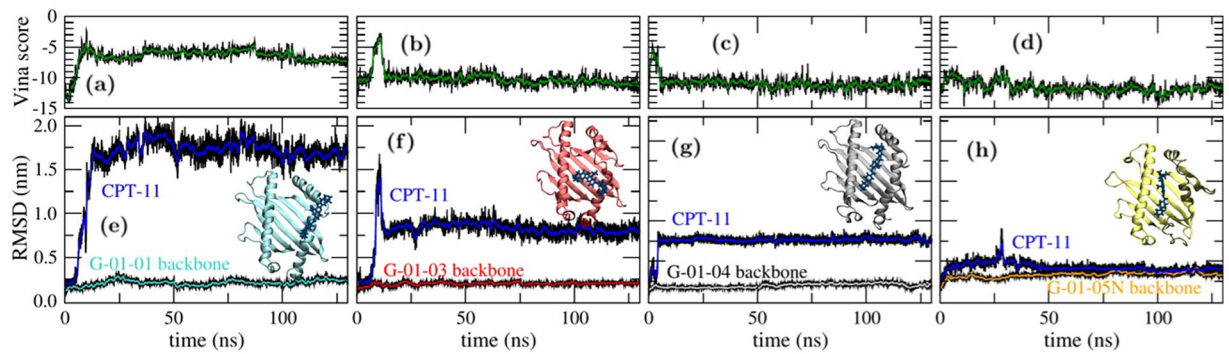 Vina score
0
-5
-10
-15
(a)
(b)
(c)
(d)
RMSD (nm)
2.0
1.5
1.0
0.5
0.0
CPT-11
(e)
G-01-01 backbone
(f)
CPT-11
G-01-03 backbone
(g)
CPT-11
G-01-04 backbone
(h)
CPT-11
G-01-05N backbone
0 50 100
0 50 100
0 50 100
0 50 100
time (ns)
time (ns)
time (ns)
time (ns)